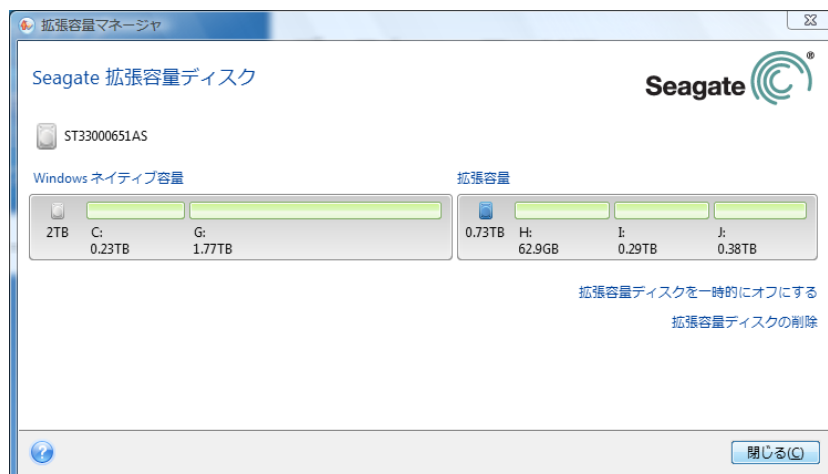 拡張容量マネージャ
Seagate 拡張容量ディスク
Seagate®
ST33000651AS
Windows ネイティブ容量
拡張容量
2TB C: 0.23TB G: 1.77TB
0.73TB H: 62.9GB I: 0.29TB J: 0.38TB
拡張容量ディスクを一時的にオフにする
拡張容量ディスクの削除
閉じる(C)